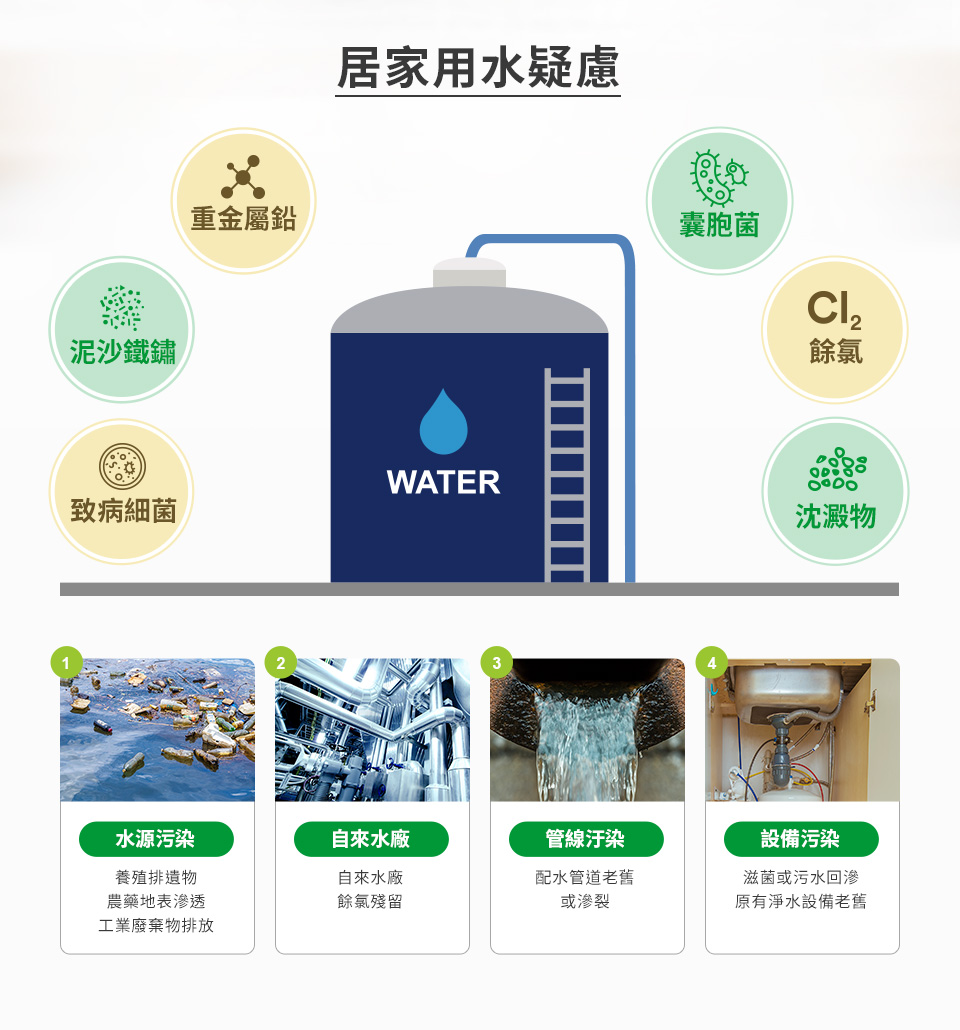 居家用水疑慮
重金屬鉛
囊胞菌
泥沙鐵鏽
Cl₂
餘氯
WATER
致病細菌
沈澱物
1
2
3
4
水源污染
自來水廠
管線汙染
設備污染
養殖排遺物
農藥地表滲透
工業廢棄物排放
自來水廠
餘氯殘留
配水管道老舊
或滲裂
滋菌或污水回滲
原有淨水設備老舊